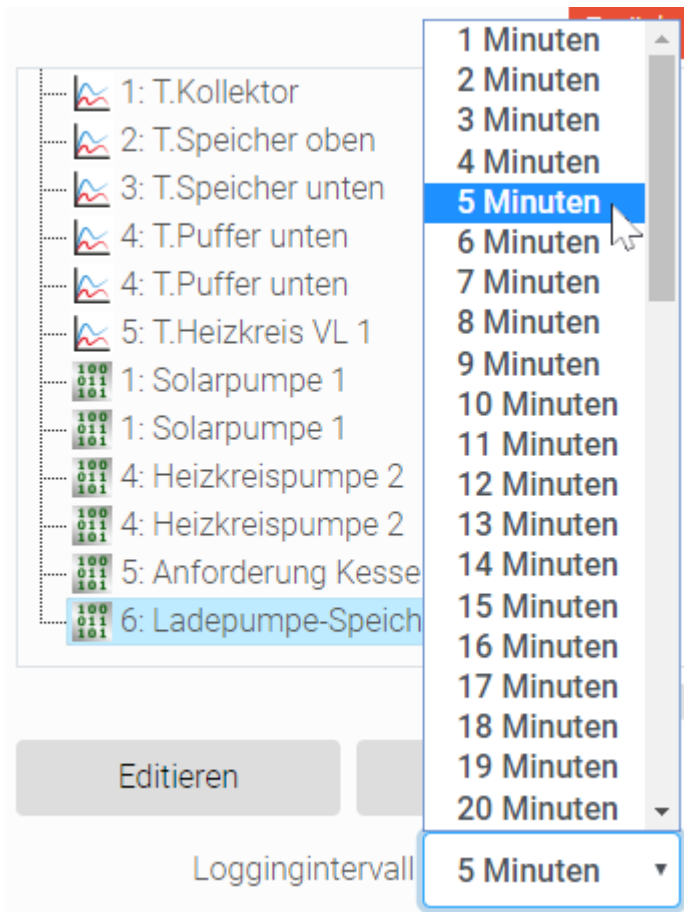 1: T.Kollektor
2: T.Speicher oben
3: T.Speicher unten
4: T.Puffer unten
4: T.Puffer unten
5: T.Heizkreis VL 1
1: Solarpumpe 1
1: Solarpumpe 1
4: Heizkreispumpe 2
4: Heizkreispumpe 2
5: Anforderung Kesse
6: Ladepumpe-Speich
1 Minuten
2 Minuten
3 Minuten
4 Minuten
5 Minuten
6 Minuten
7 Minuten
8 Minuten
9 Minuten
10 Minuten
11 Minuten
12 Minuten
13 Minuten
14 Minuten
15 Minuten
16 Minuten
17 Minuten
18 Minuten
19 Minuten
20 Minuten
Editieren
Loggingintervall 5 Minuten